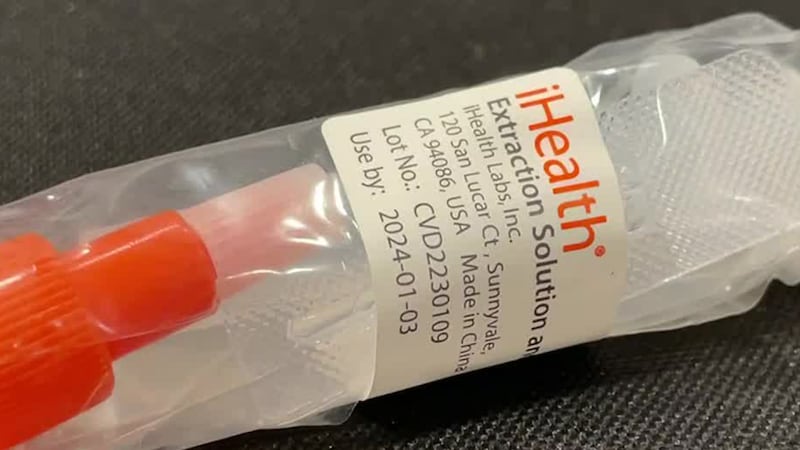 iHealth®
Extraction Solution an
iHealth Labs, Inc.
120 San Lucar Ct, Sunnyvale,
CA 94086, USA Made in China
Lot No.: CVD2230109
Use by: 2024-01-03